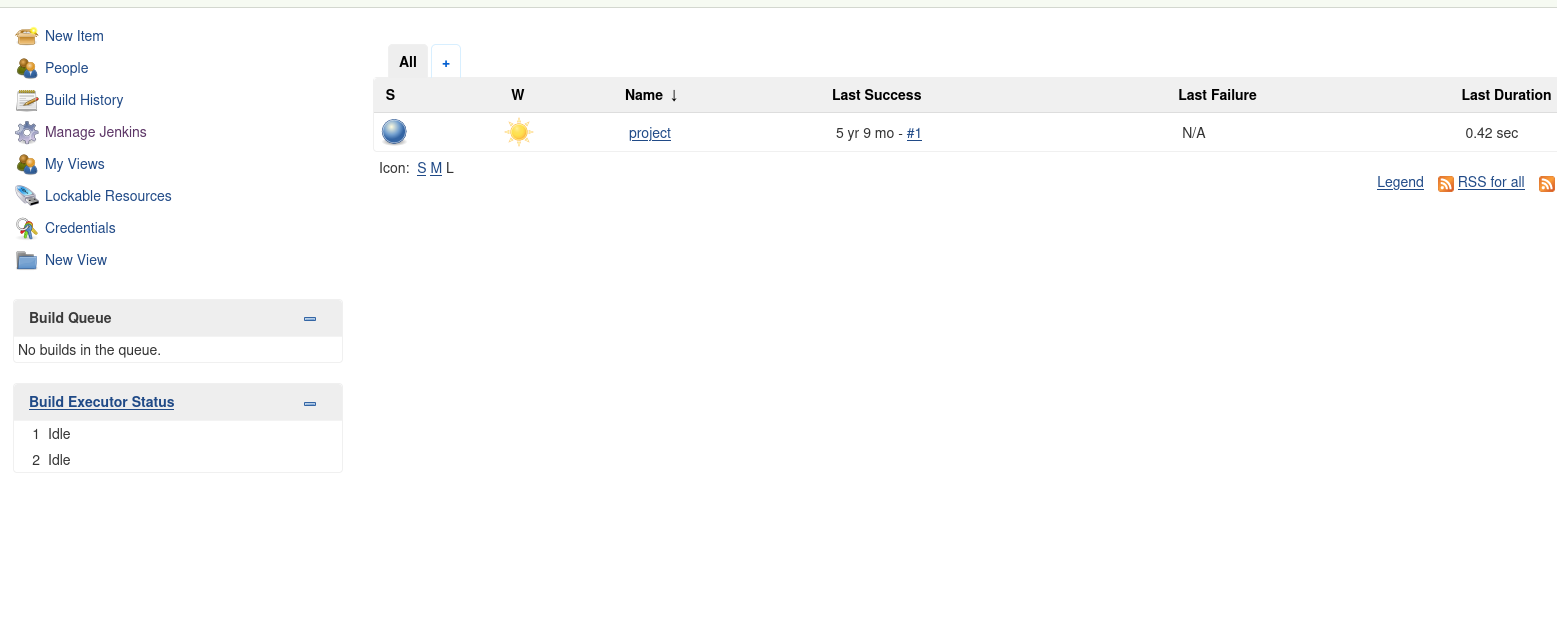 New Item
People
Build History
Manage Jenkins
My Views
Lockable Resources
Credentials
New View
Build Queue
No builds in the queue.
Build Executor Status
1 Idle
2 Idle
All +
S W Name ↓ Last Success Last Failure Last Duration
project 5 yr 9 mo - #1 N/A 0.42 sec
Icon: S M L
Legend RSS for all